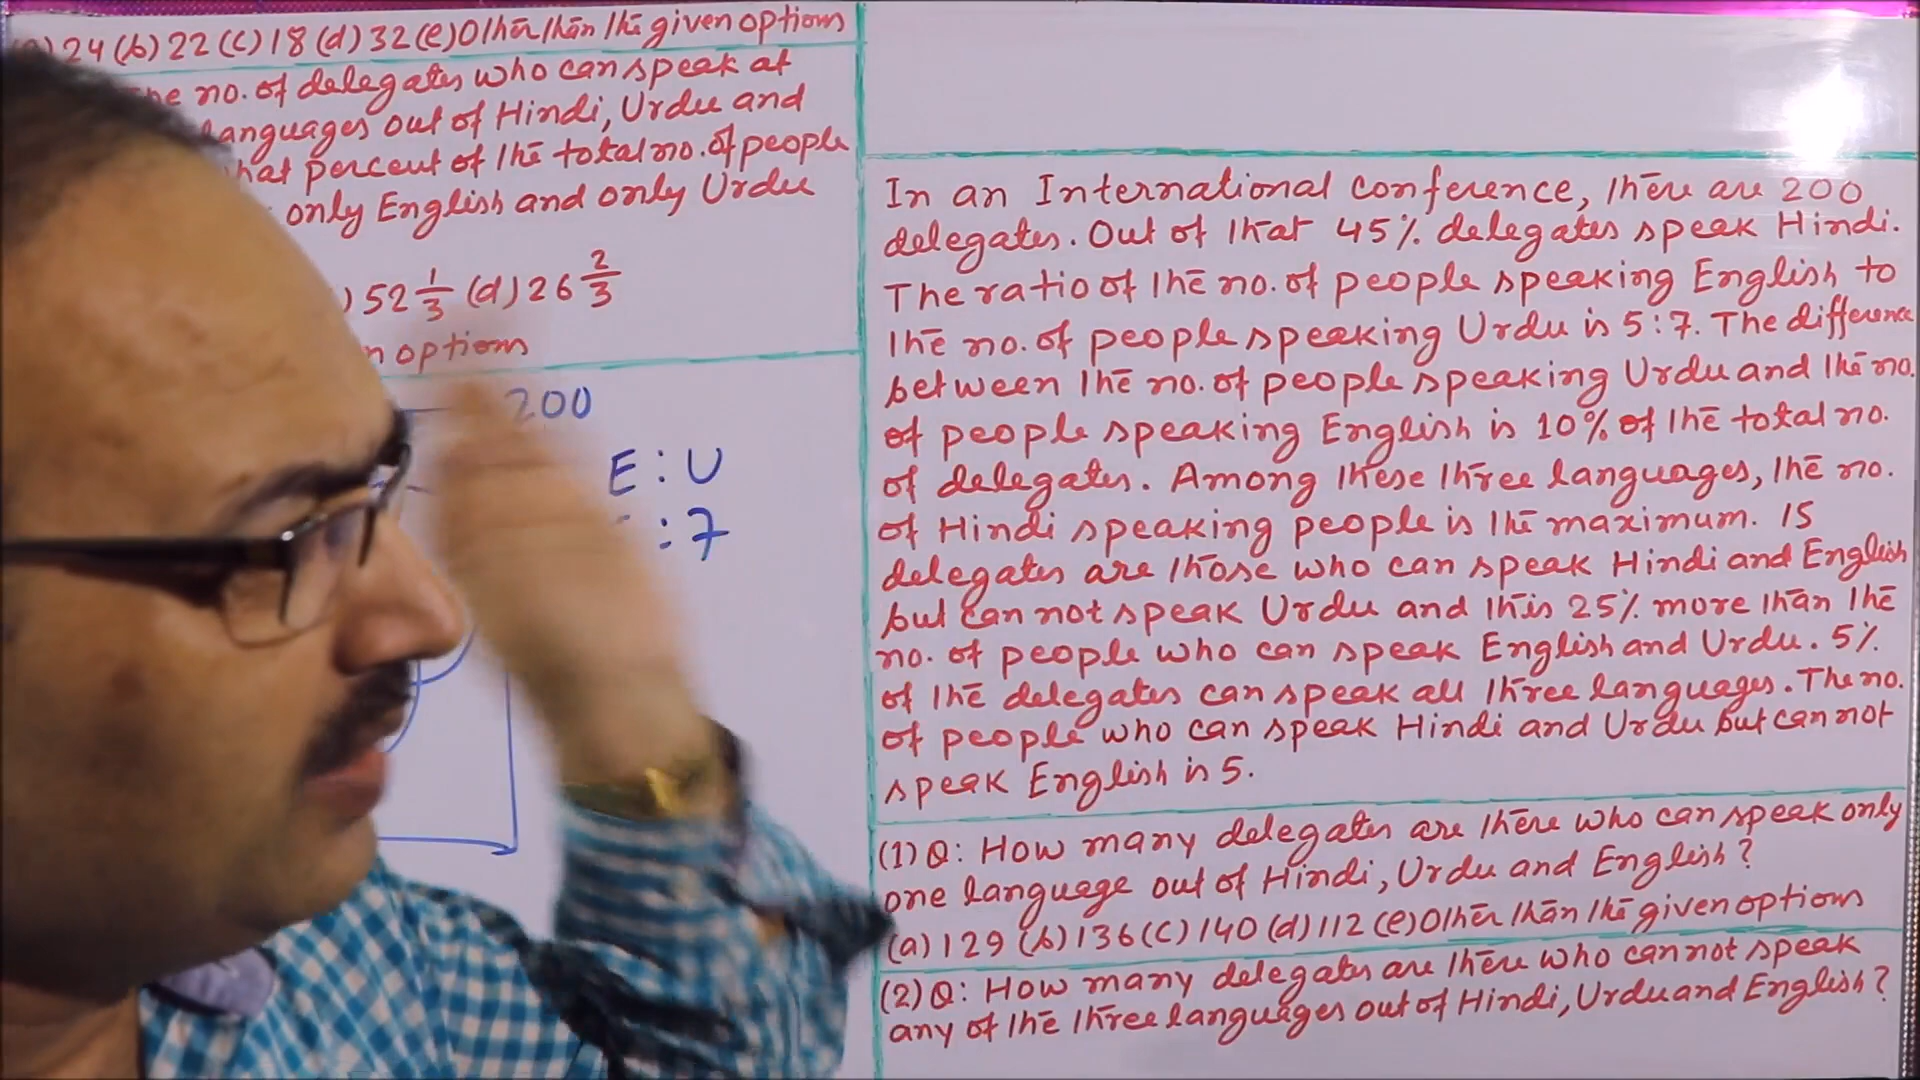 24 (b) 22 (c) 18 (d) 32 (e) Other than the given options
no. of delegates who can speak at
languages out of Hindi, Urdu and
hat percent of the total no. of people
only English and only Urdu
) 52 1/3 (d) 26 2/3
n options
200
E : U
: 7
In an International conference, there are 200
delegates. Out of that 45% delegates speak Hindi.
The ratio of the no. of people speaking English to
the no. of people speaking Urdu is 5:7. The difference
between the no. of people speaking Urdu and the no.
of people speaking English is 10% of the total no.
of delegates. Among these three languages, the no.
of Hindi speaking people is the maximum. 15
delegates are those who can speak Hindi and English
but can not speak Urdu and this 25% more than the
no. of people who can speak English and Urdu. 5%
of the delegates can speak all three languages. The no.
of people who can speak Hindi and Urdu but can not
speak English is 5.
(1) Q: How many delegates are there who can speak only
one language out of Hindi, Urdu and English?
(a) 129 (b) 136 (c) 140 (d) 112 (e) Other than the given options
(2) Q: How many delegates are there who can not speak
any of the three languages out of Hindi, Urdu and English?